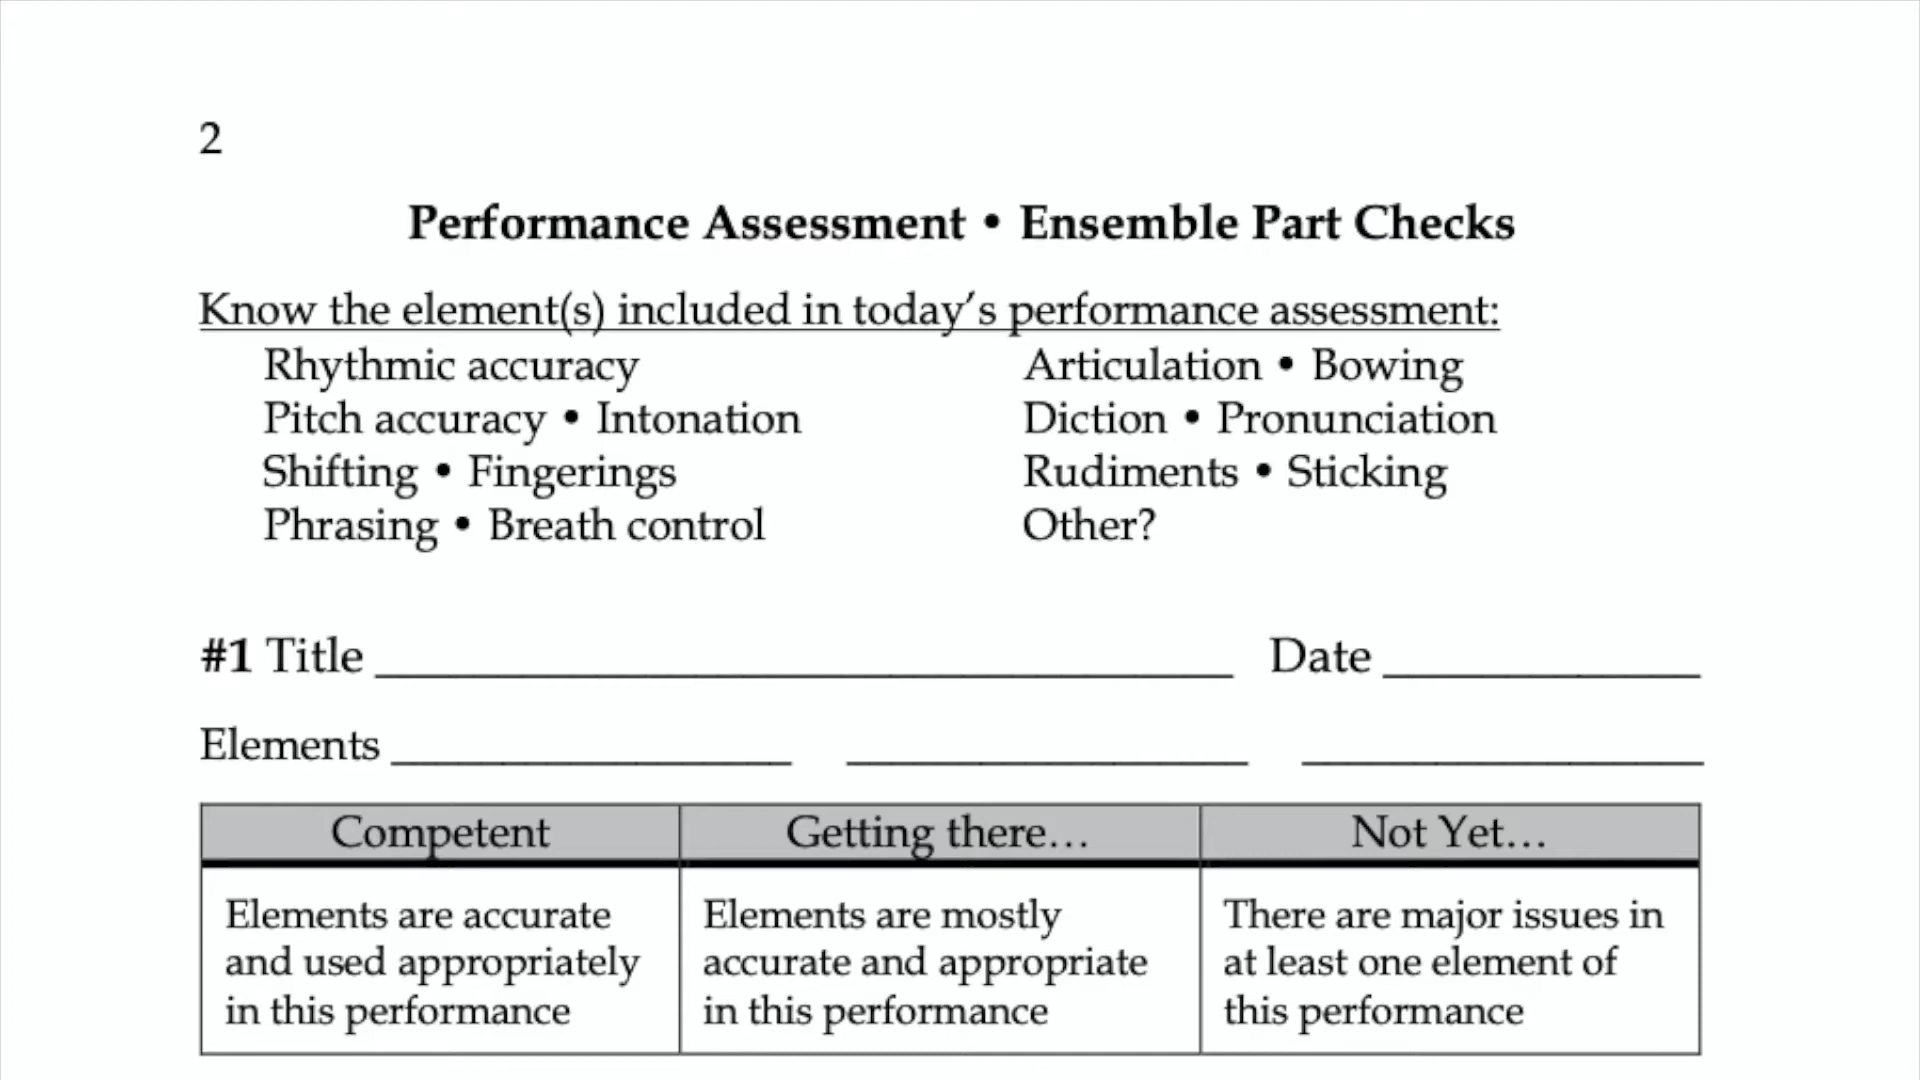 2
Performance Assessment • Ensemble Part Checks
Know the element(s) included in today’s performance assessment:
Rhythmic accuracy
Pitch accuracy • Intonation
Shifting • Fingerings
Phrasing • Breath control
Articulation • Bowing
Diction • Pronunciation
Rudiments • Sticking
Other?
#1 Title ______________ Date ______
Elements ______________ ______________ ______________
Competent
Getting there…
Not Yet…
Elements are accurate
and used appropriately
in this performance
Elements are mostly
accurate and appropriate
in this performance
There are major issues in
at least one element of
this performance